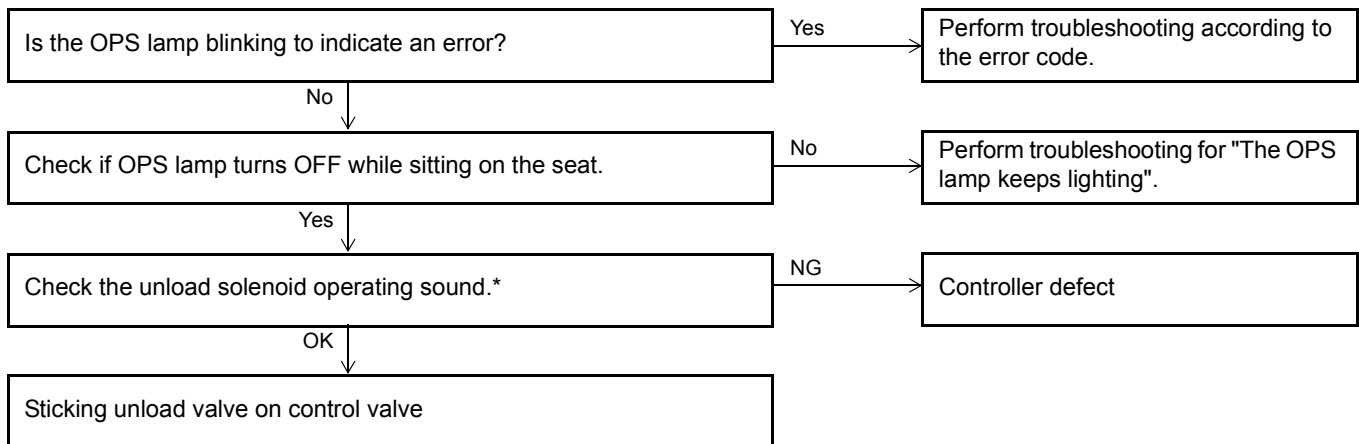 Is the OPS lamp blinking to indicate an error?
Yes
Perform troubleshooting according to
the error code.
No
Check if OPS lamp turns OFF while sitting on the seat.
No
Perform troubleshooting for "The OPS
lamp keeps lighting".
Yes
Check the unload solenoid operating sound.*
NG
Controller defect
OK
Sticking unload valve on control valve